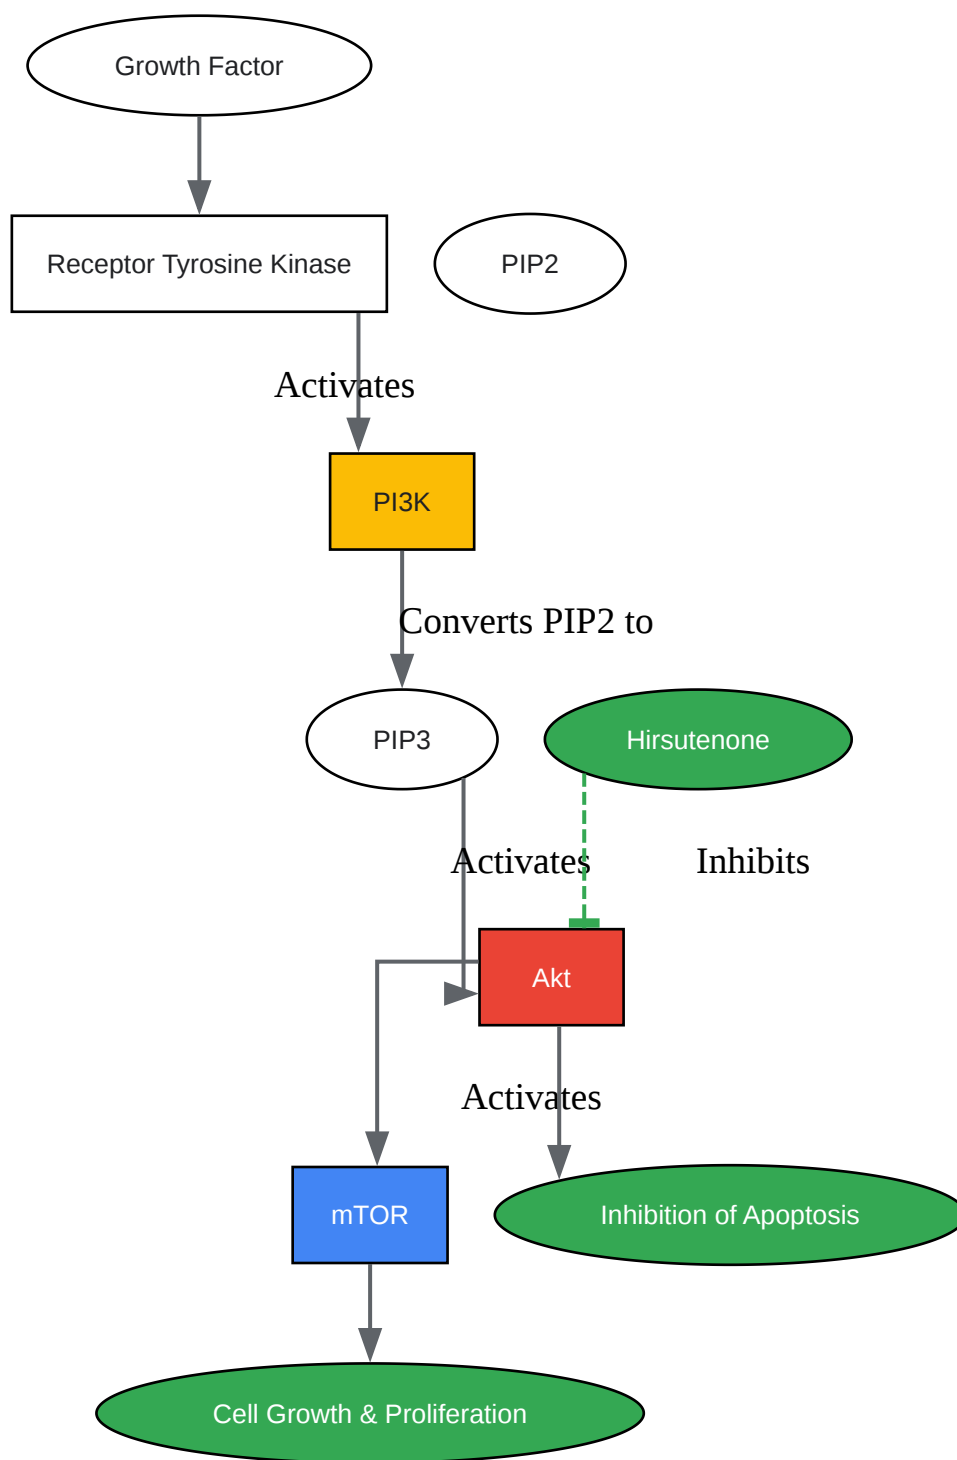 Growth Factor
Receptor Tyrosine Kinase
PIP2
Activates
PI3K
Converts PIP2 to
PIP3
Hirsutenone
Activates
Inhibits
Akt
Activates
mTOR
Inhibition of Apoptosis
Cell Growth & Proliferation